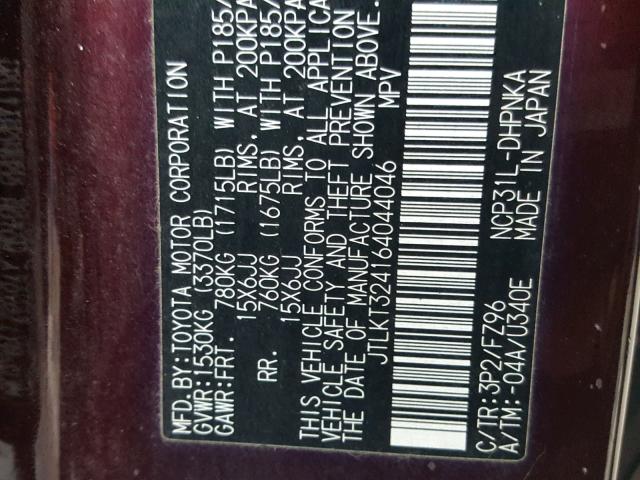 MFD.BY:TOYOTA MOTOR CORPORATION
GVWR:1530KG (3370LB)
GAWR:FRT. 780KG (1715LB) WITH P185/
15X6JJ RIMS, AT 200KPA
RR. 760KG (1675LB) WITH P185/
15X6JJ RIMS, AT 200KPA
THIS VEHICLE CONFORMS TO ALL APPLICA
VEHICLE SAFETY AND THEFT PREVENTION
THE DATE OF MANUFACTURE SHOWN ABOVE.
JTLKT324164044046 MPV
C/TR:3P2/FZ96 NCP31L-DHPNKA
A/TM:-04A/U340E MADE IN JAPAN